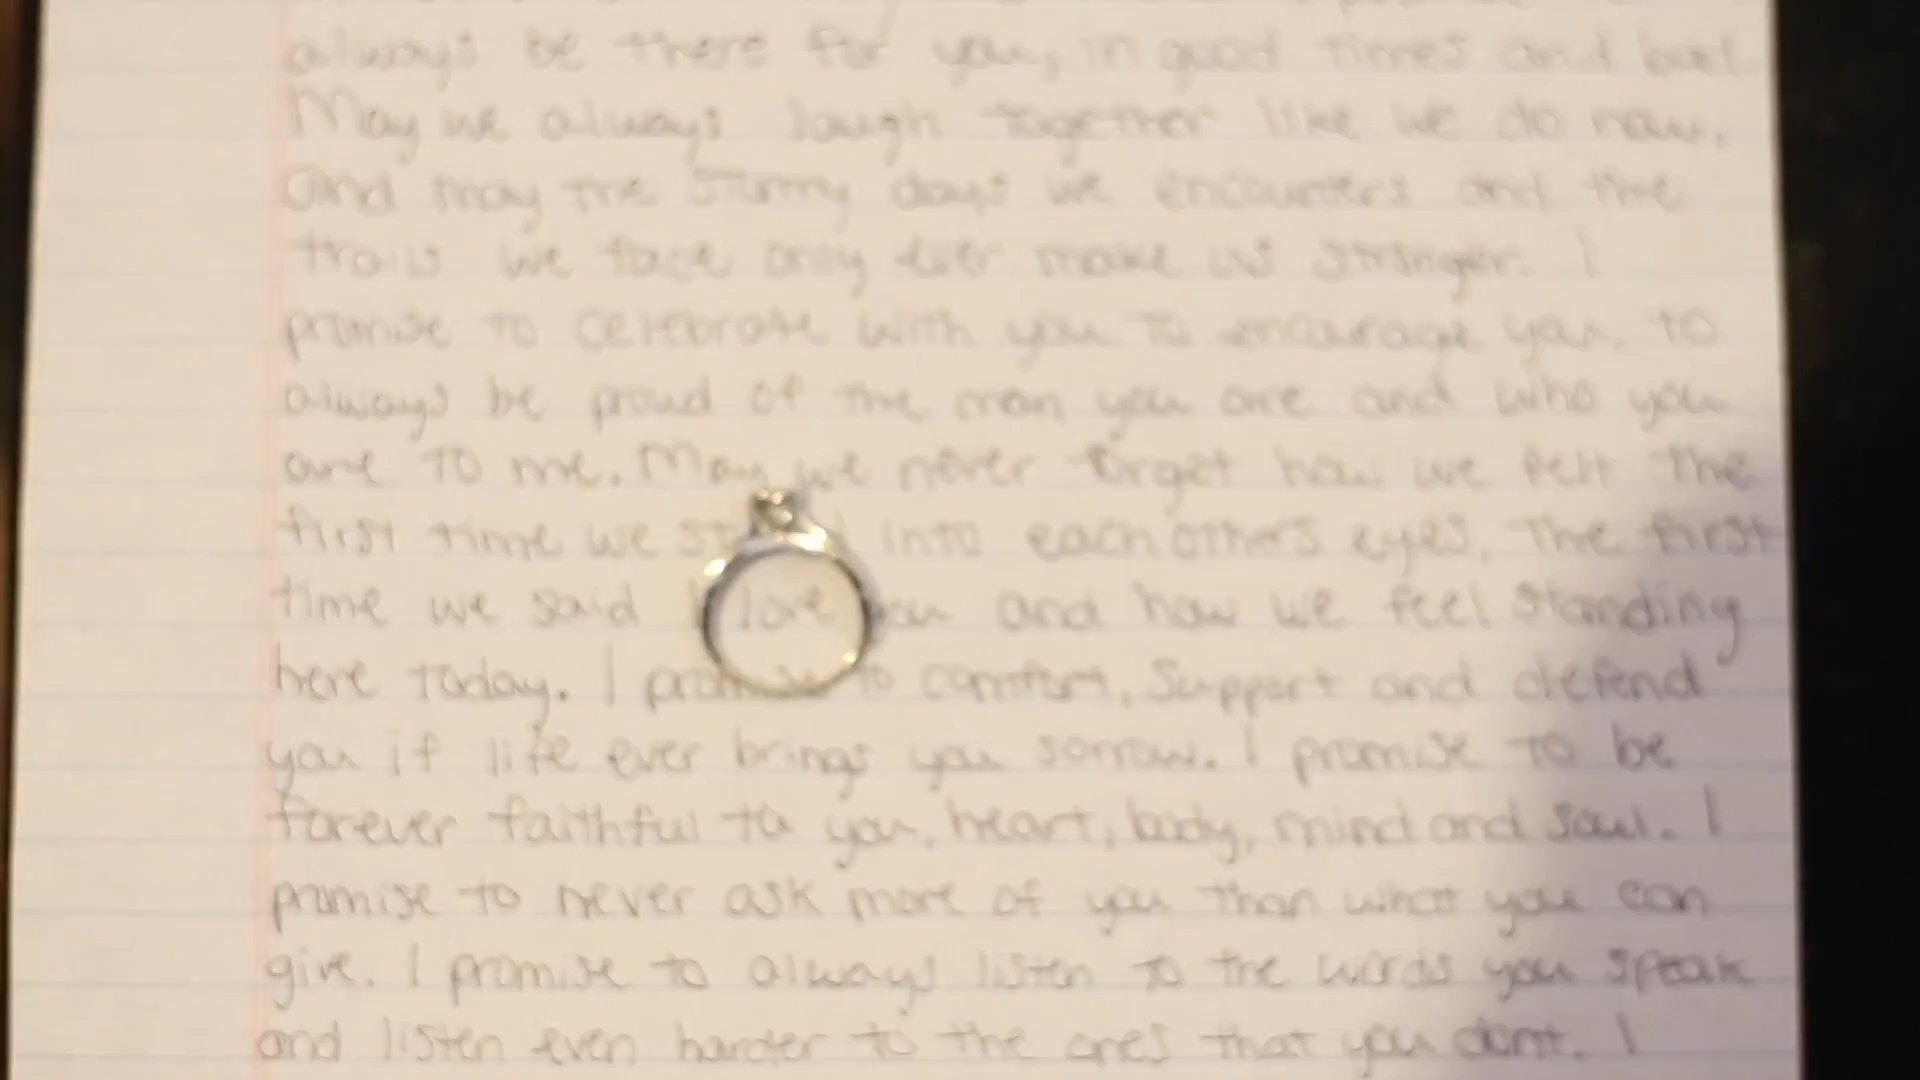 always be there for you, in good times and bad.
May we always laugh together like we do now,
and may the stormy days we encounters and the
trails we face only ever make us stronger. I
promise to celebrate with you to encourage you, to
always be proud of the man you are and who you
are to me. May we never forget how we felt the
first time we into each others eyes. The first
time we said I love you and how we feel standing
here today. I promise to comfort, support and defend
you if life ever brings you sorrow. I promise to be
forever faithful to you, heart, body, mind and soul. I
promise to never ask more of you than what you can
give. I promise to always listen to the words you speak
and listen even harder to the ones that you dont. I